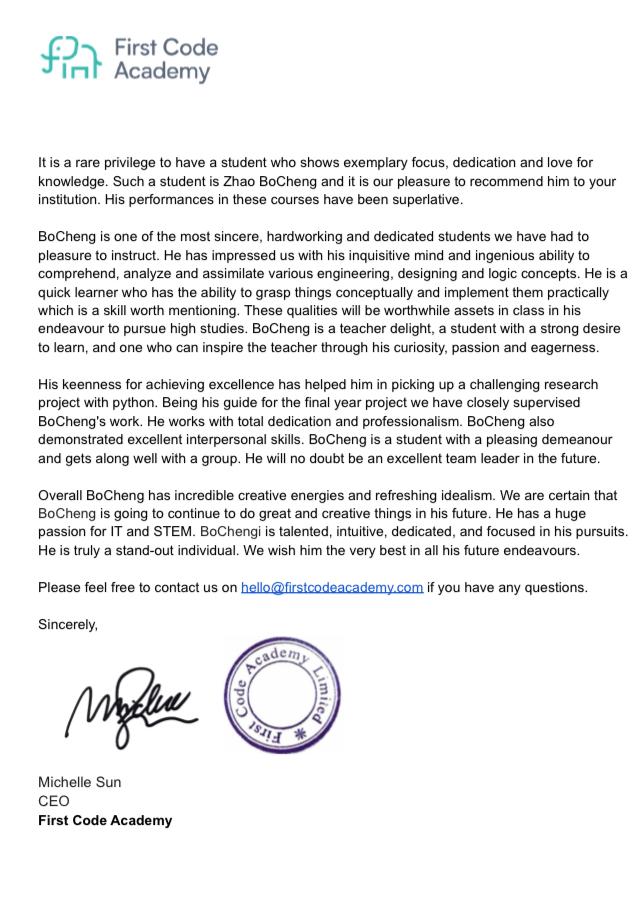 First Code
Academy
It is a rare privilege to have a student who shows exemplary focus, dedication and love for
knowledge. Such a student is Zhao BoCheng and it is our pleasure to recommend him to your
institution. His performances in these courses have been superlative.
BoCheng is one of the most sincere, hardworking and dedicated students we have had to
pleasure to instruct. He has impressed us with his inquisitive mind and ingenious ability to
comprehend, analyze and assimilate various engineering, designing and logic concepts. He is a
quick learner who has the ability to grasp things conceptually and implement them practically
which is a skill worth mentioning. These qualities will be worthwhile assets in class in his
endeavour to pursue high studies. BoCheng is a teacher delight, a student with a strong desire
to learn, and one who can inspire the teacher through his curiosity, passion and eagerness.
His keenness for achieving excellence has helped him in picking up a challenging research
project with python. Being his guide for the final year project we have closely supervised
BoCheng's work. He works with total dedication and professionalism. BoCheng also
demonstrated excellent interpersonal skills. BoCheng is a student with a pleasing demeanour
and gets along well with a group. He will no doubt be an excellent team leader in the future.
Overall BoCheng has incredible creative energies and refreshing idealism. We are certain that
BoCheng is going to continue to do great and creative things in his future. He has a huge
passion for IT and STEM. BoChengi is talented, intuitive, dedicated, and focused in his pursuits.
He is truly a stand-out individual. We wish him the very best in all his future endeavours.
Please feel free to contact us on hello@firstcodeacademy.com if you have any questions.
Sincerely,
First Code Academy Limited
Michelle Sun
CEO
First Code Academy